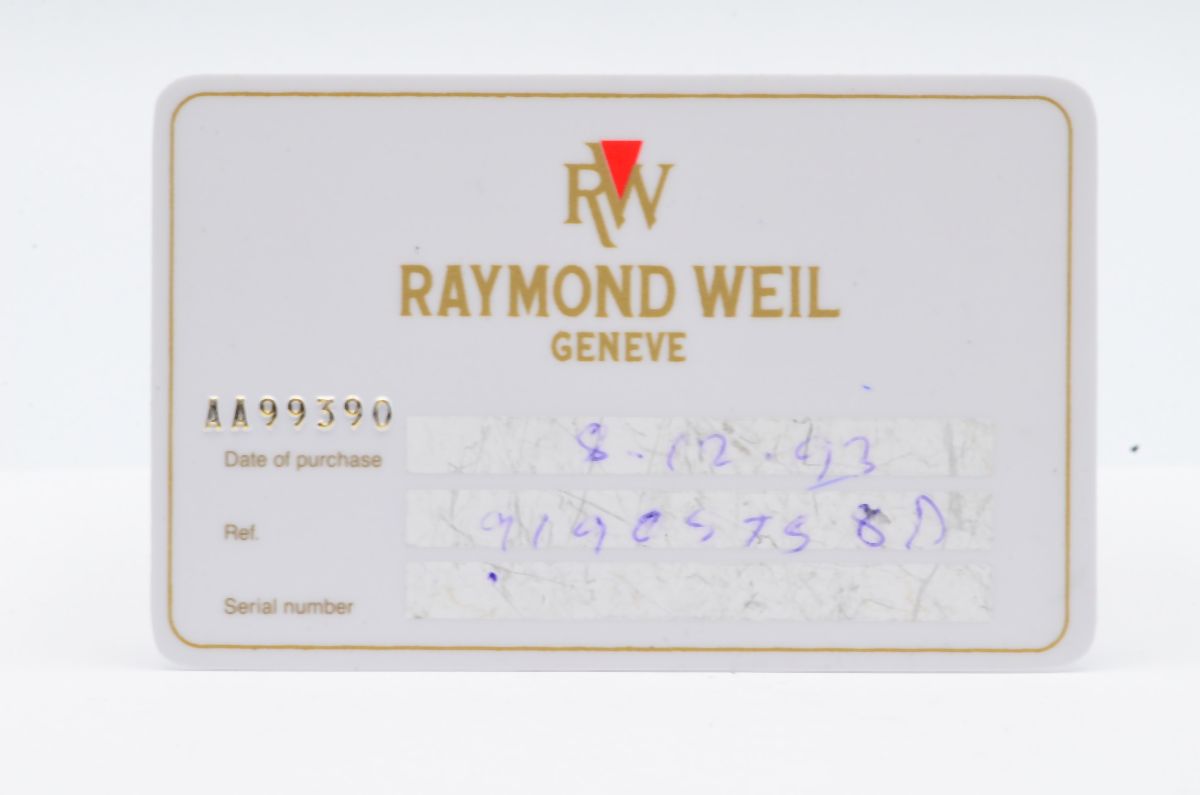 RW
RAYMOND WEIL
GENEVE
AA99390
Date of purchase 8.12.93
Ref.
Serial number